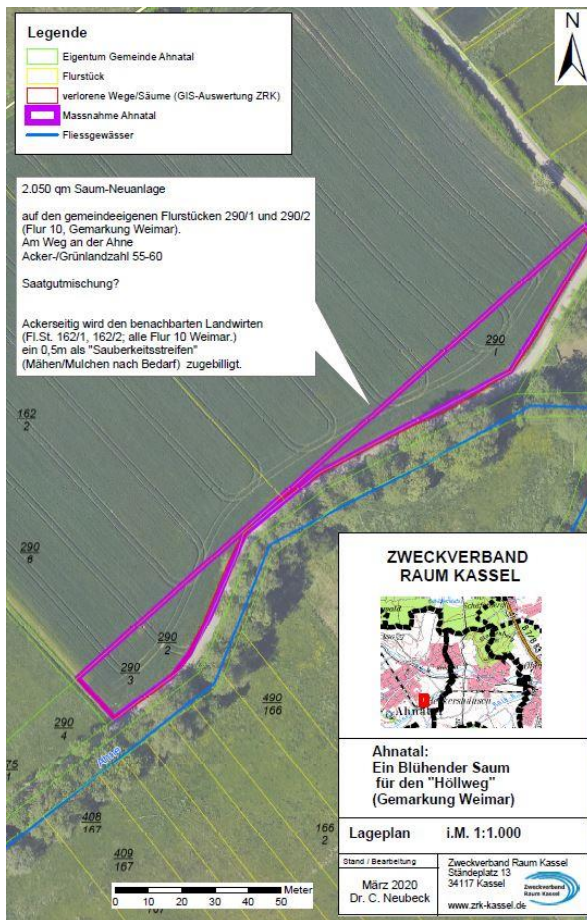 Legende
Eigentum Gemeinde Ahnatal
Flurstück
verlorene Wege/Säume (GIS-Auswertung ZRK)
Massnahme Ahnatal
Fliessgewässer
N
2.050 qm Saum-Neuanlage
auf den gemeindeeigenen Flurstücken 290/1 und 290/2
(Flur 10, Gemarkung Weimar).
Am Weg an der Ahne
Acker-/Grünlandzahl 55-60
Saatgutmischung?
Ackerseitig wird den benachbarten Landwirten
(Fl.St. 162/1, 162/2; alle Flur 10 Weimar.)
ein 0,5m als "Sauberkeitsstreifen"
(Mähen/Mulchen nach Bedarf) zugebilligt.
290
1
162
2
290
6
290
2
290
3
290
4
490
166
Ahne
408
167
409
167
166
2
0 10 20 30 40 50 Meter
ZWECKVERBAND
RAUM KASSEL
Ahnatal:
Ein Blühender Saum
für den "Höllweg"
(Gemarkung Weimar)
Lageplan i.M. 1:1.000
Stand / Bearbeitung
März 2020
Dr. C. Neubeck
Zweckverband Raum Kassel
Ständeplatz 13
34117 Kassel
www.zrk-kassel.de
Zweckverband
Raum Kassel